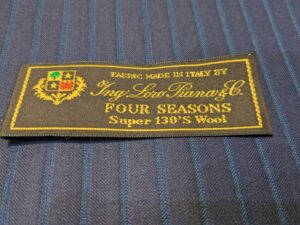 FABRIC MADE IN ITALY BY
Ing. Loro Piana & C.
FOUR SEASONS
Super 130'S Wool